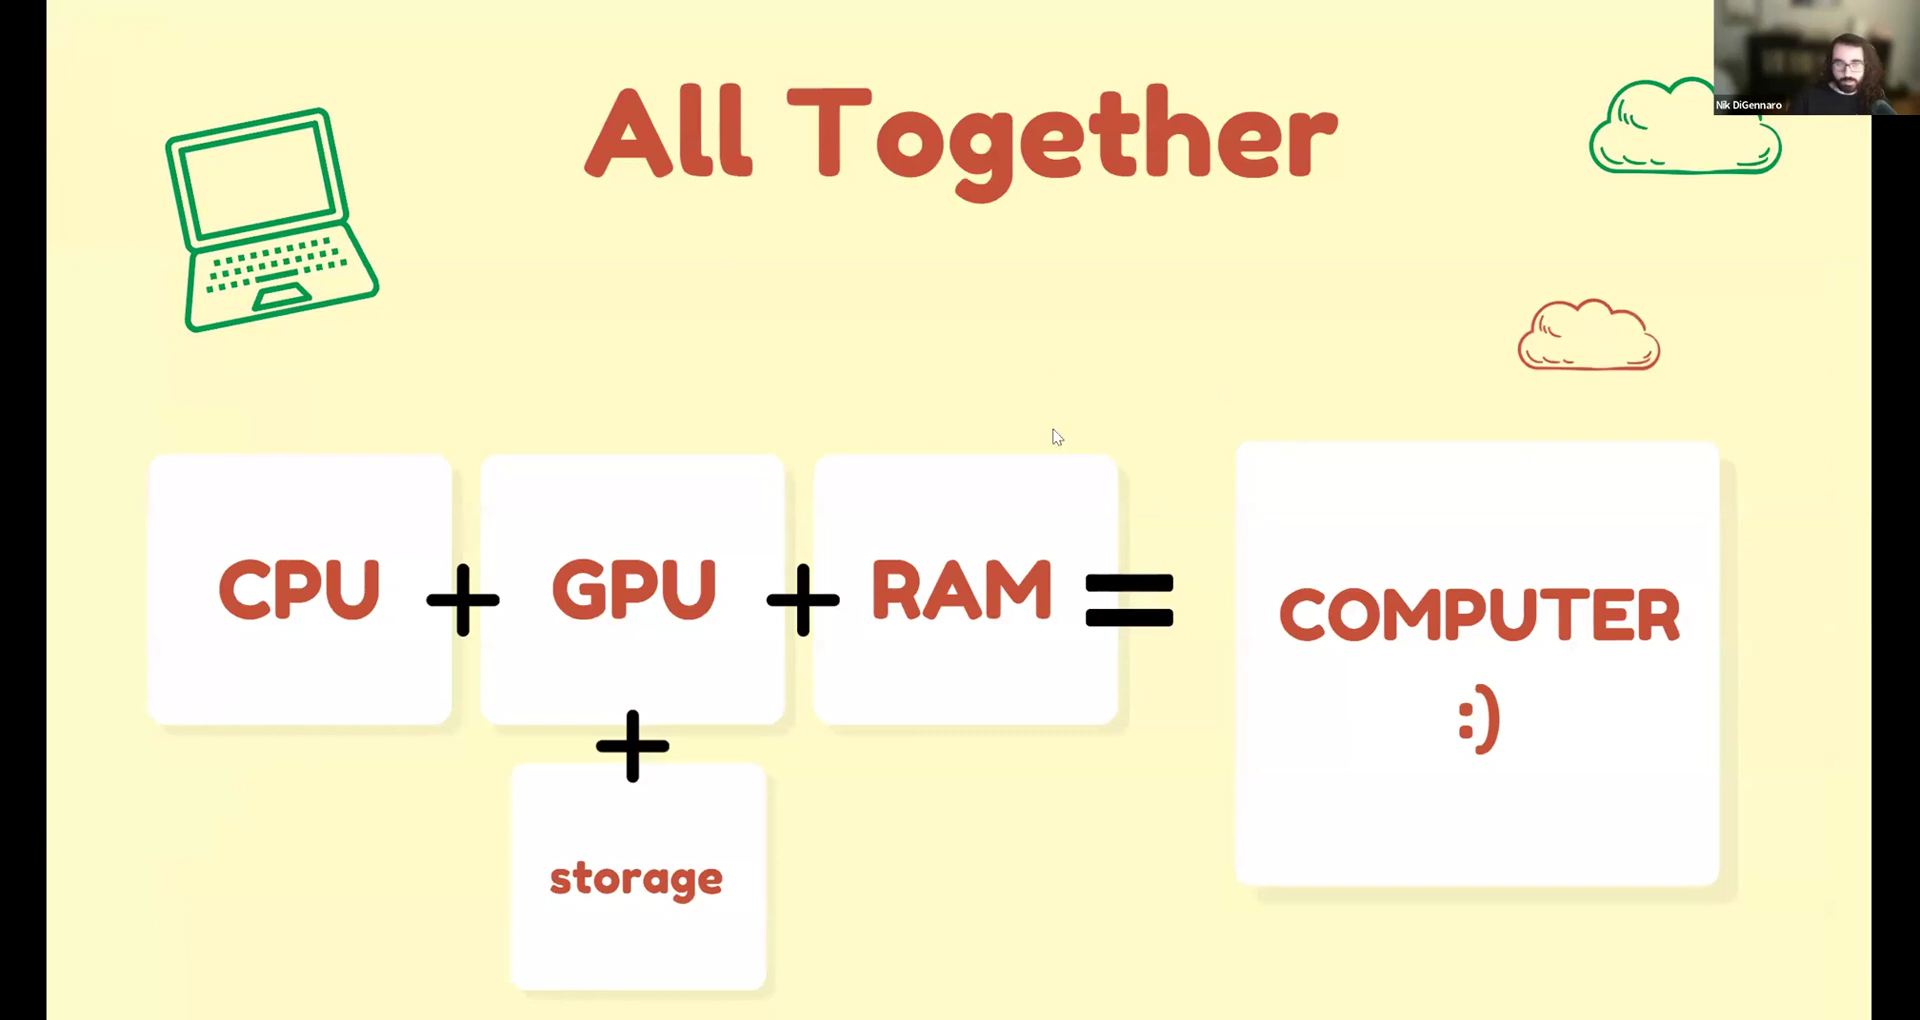 All Together
Nik DiGennaro
CPU + GPU + RAM = COMPUTER
:)
+
storage